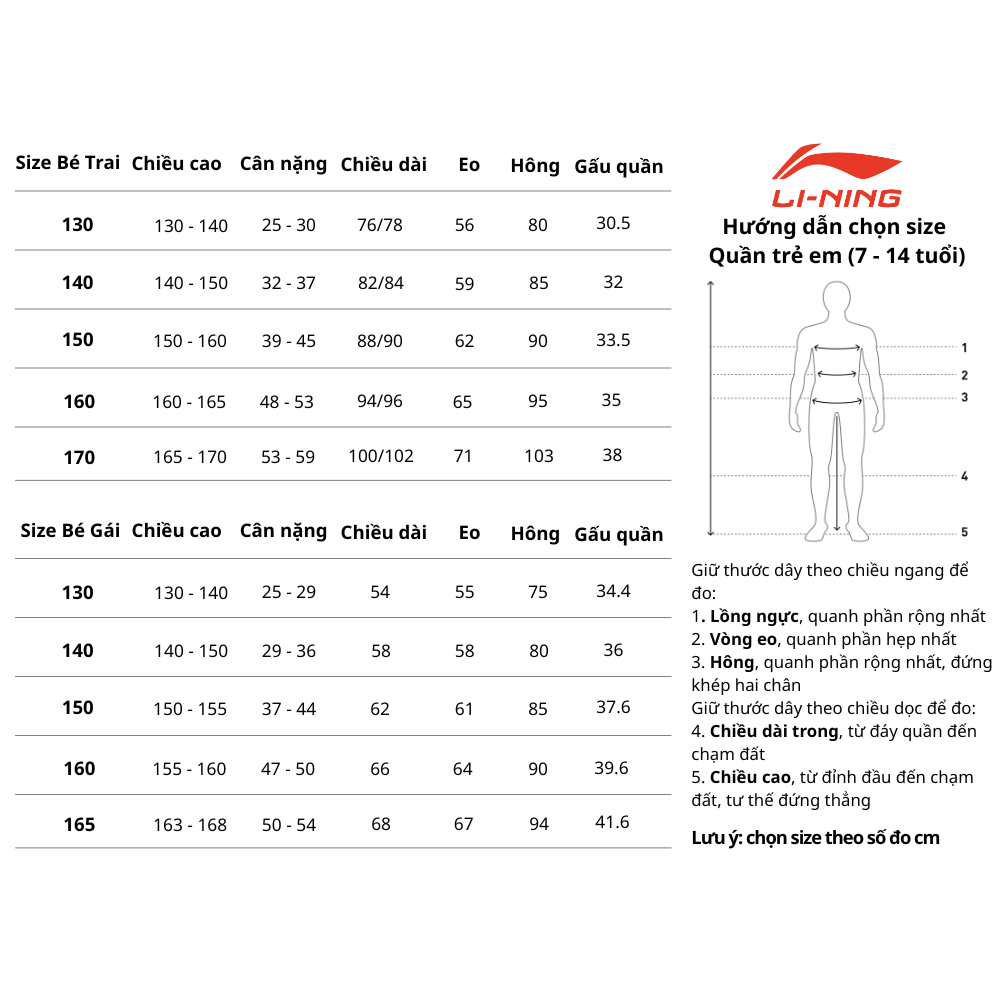 Size Bé Trai Chiều cao Cân nặng Chiều dài Eo Hông Gấu quần
130 130 - 140 25 - 30 76/78 56 80 30.5
140 140 - 150 32 - 37 82/84 59 85 32
150 150 - 160 39 - 45 88/90 62 90 33.5
160 160 - 165 48 - 53 94/96 65 95 35
170 165 - 170 53 - 59 100/102 71 103 38
Size Bé Gái Chiều cao Cân nặng Chiều dài Eo Hông Gấu quần
130 130 - 140 25 - 29 54 55 75 34.4
140 140 - 150 29 - 36 58 58 80 36
150 150 - 155 37 - 44 62 61 85 37.6
160 155 - 160 47 - 50 66 64 90 39.6
165 163 - 168 50 - 54 68 67 94 41.6
LI-NING
Hướng dẫn chọn size
Quần trẻ em (7 - 14 tuổi)
1
2
3
4
5
Giữ thước dây theo chiều ngang để
đo:
1. Lồng ngực, quanh phần rộng nhất
2. Vòng eo, quanh phần hẹp nhất
3. Hông, quanh phần rộng nhất, đứng
khép hai chân
Giữ thước dây theo chiều dọc để đo:
4. Chiều dài trong, từ đáy quần đến
chạm đất
5. Chiều cao, từ đỉnh đầu đến chạm
đất, tư thế đứng thẳng
Lưu ý: chọn size theo số đo cm